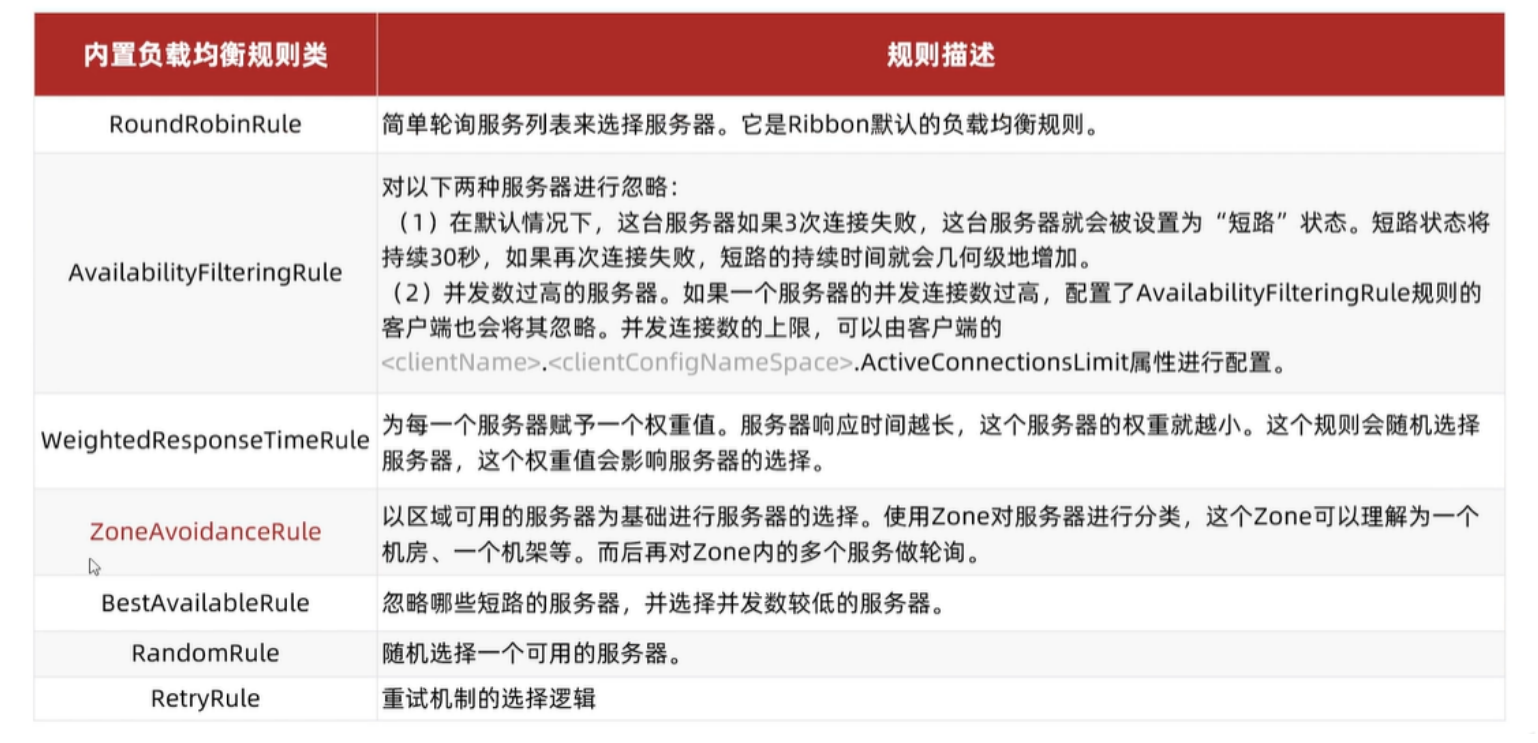 内置负载均衡规则类
规则描述
RoundRobinRule
简单轮询服务列表来选择服务器。它是Ribbon默认的负载均衡规则。
AvailabilityFilteringRule
对以下两种服务器进行忽略：
（1）在默认情况下，这台服务器如果3次连接失败，这台服务器就会被设置为“短路”状态。短路状态将
持续30秒，如果再次连接失败，短路的持续时间就会几何级地增加。
（2）并发数过高的服务器。如果一个服务器的并发连接数过高，配置了AvailabilityFilteringRule规则的
客户端也会将其忽略。并发连接数的上限，可以由客户端的
<clientName>.<clientConfigNameSpace>.ActiveConnectionsLimit属性进行配置。
WeightedResponseTimeRule
为每一个服务器赋予一个权重值。服务器响应时间越长，这个服务器的权重就越小。这个规则会随机选择
服务器，这个权重值会影响服务器的选择。
ZoneAvoidanceRule
以区域可用的服务器为基础进行服务器的选择。使用Zone对服务器进行分类，这个Zone可以理解为一个
机房、一个机架等。而后再对Zone内的多个服务做轮询。
BestAvailableRule
忽略哪些短路的服务器，并选择并发数较低的服务器。
RandomRule
随机选择一个可用的服务器。
RetryRule
重试机制的选择逻辑